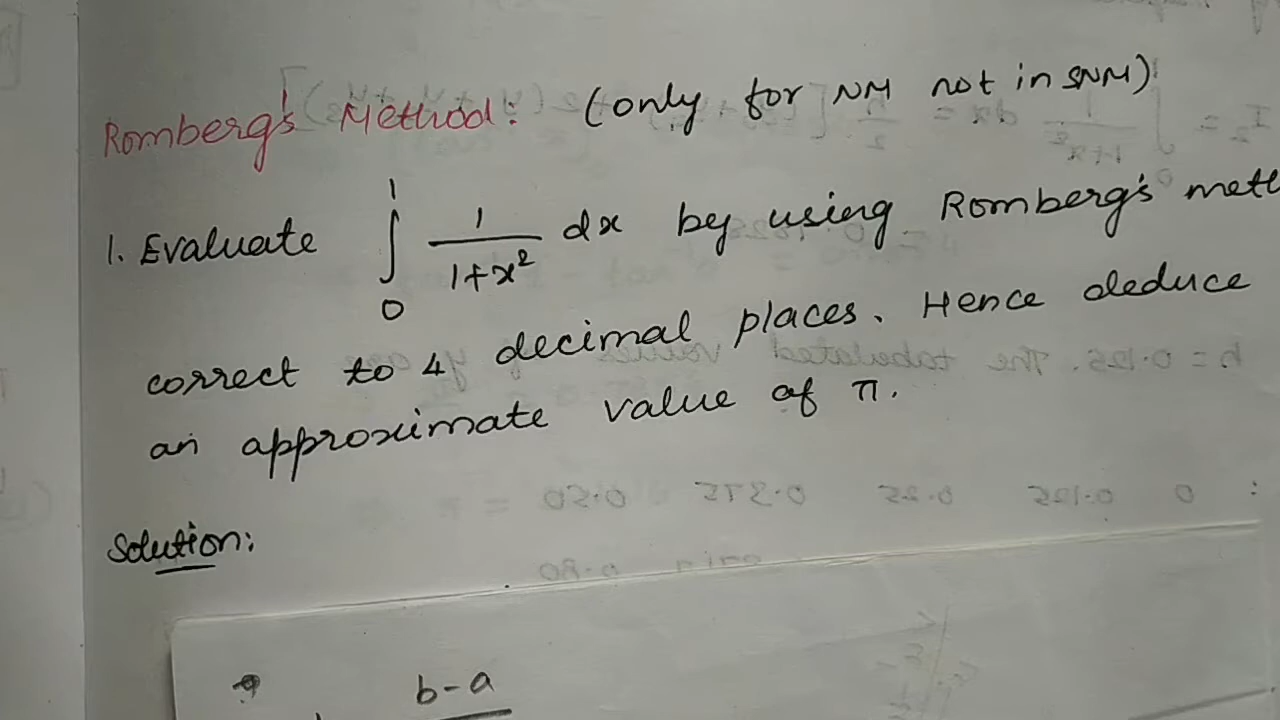 Romberg's Method: (only for NM not in SNM)
1. Evaluate ∫₀¹ 1/(1+x²) dx by using Romberg's meth
correct to 4 decimal places. Hence deduce
an approximate value of π.
Solution:
b-a